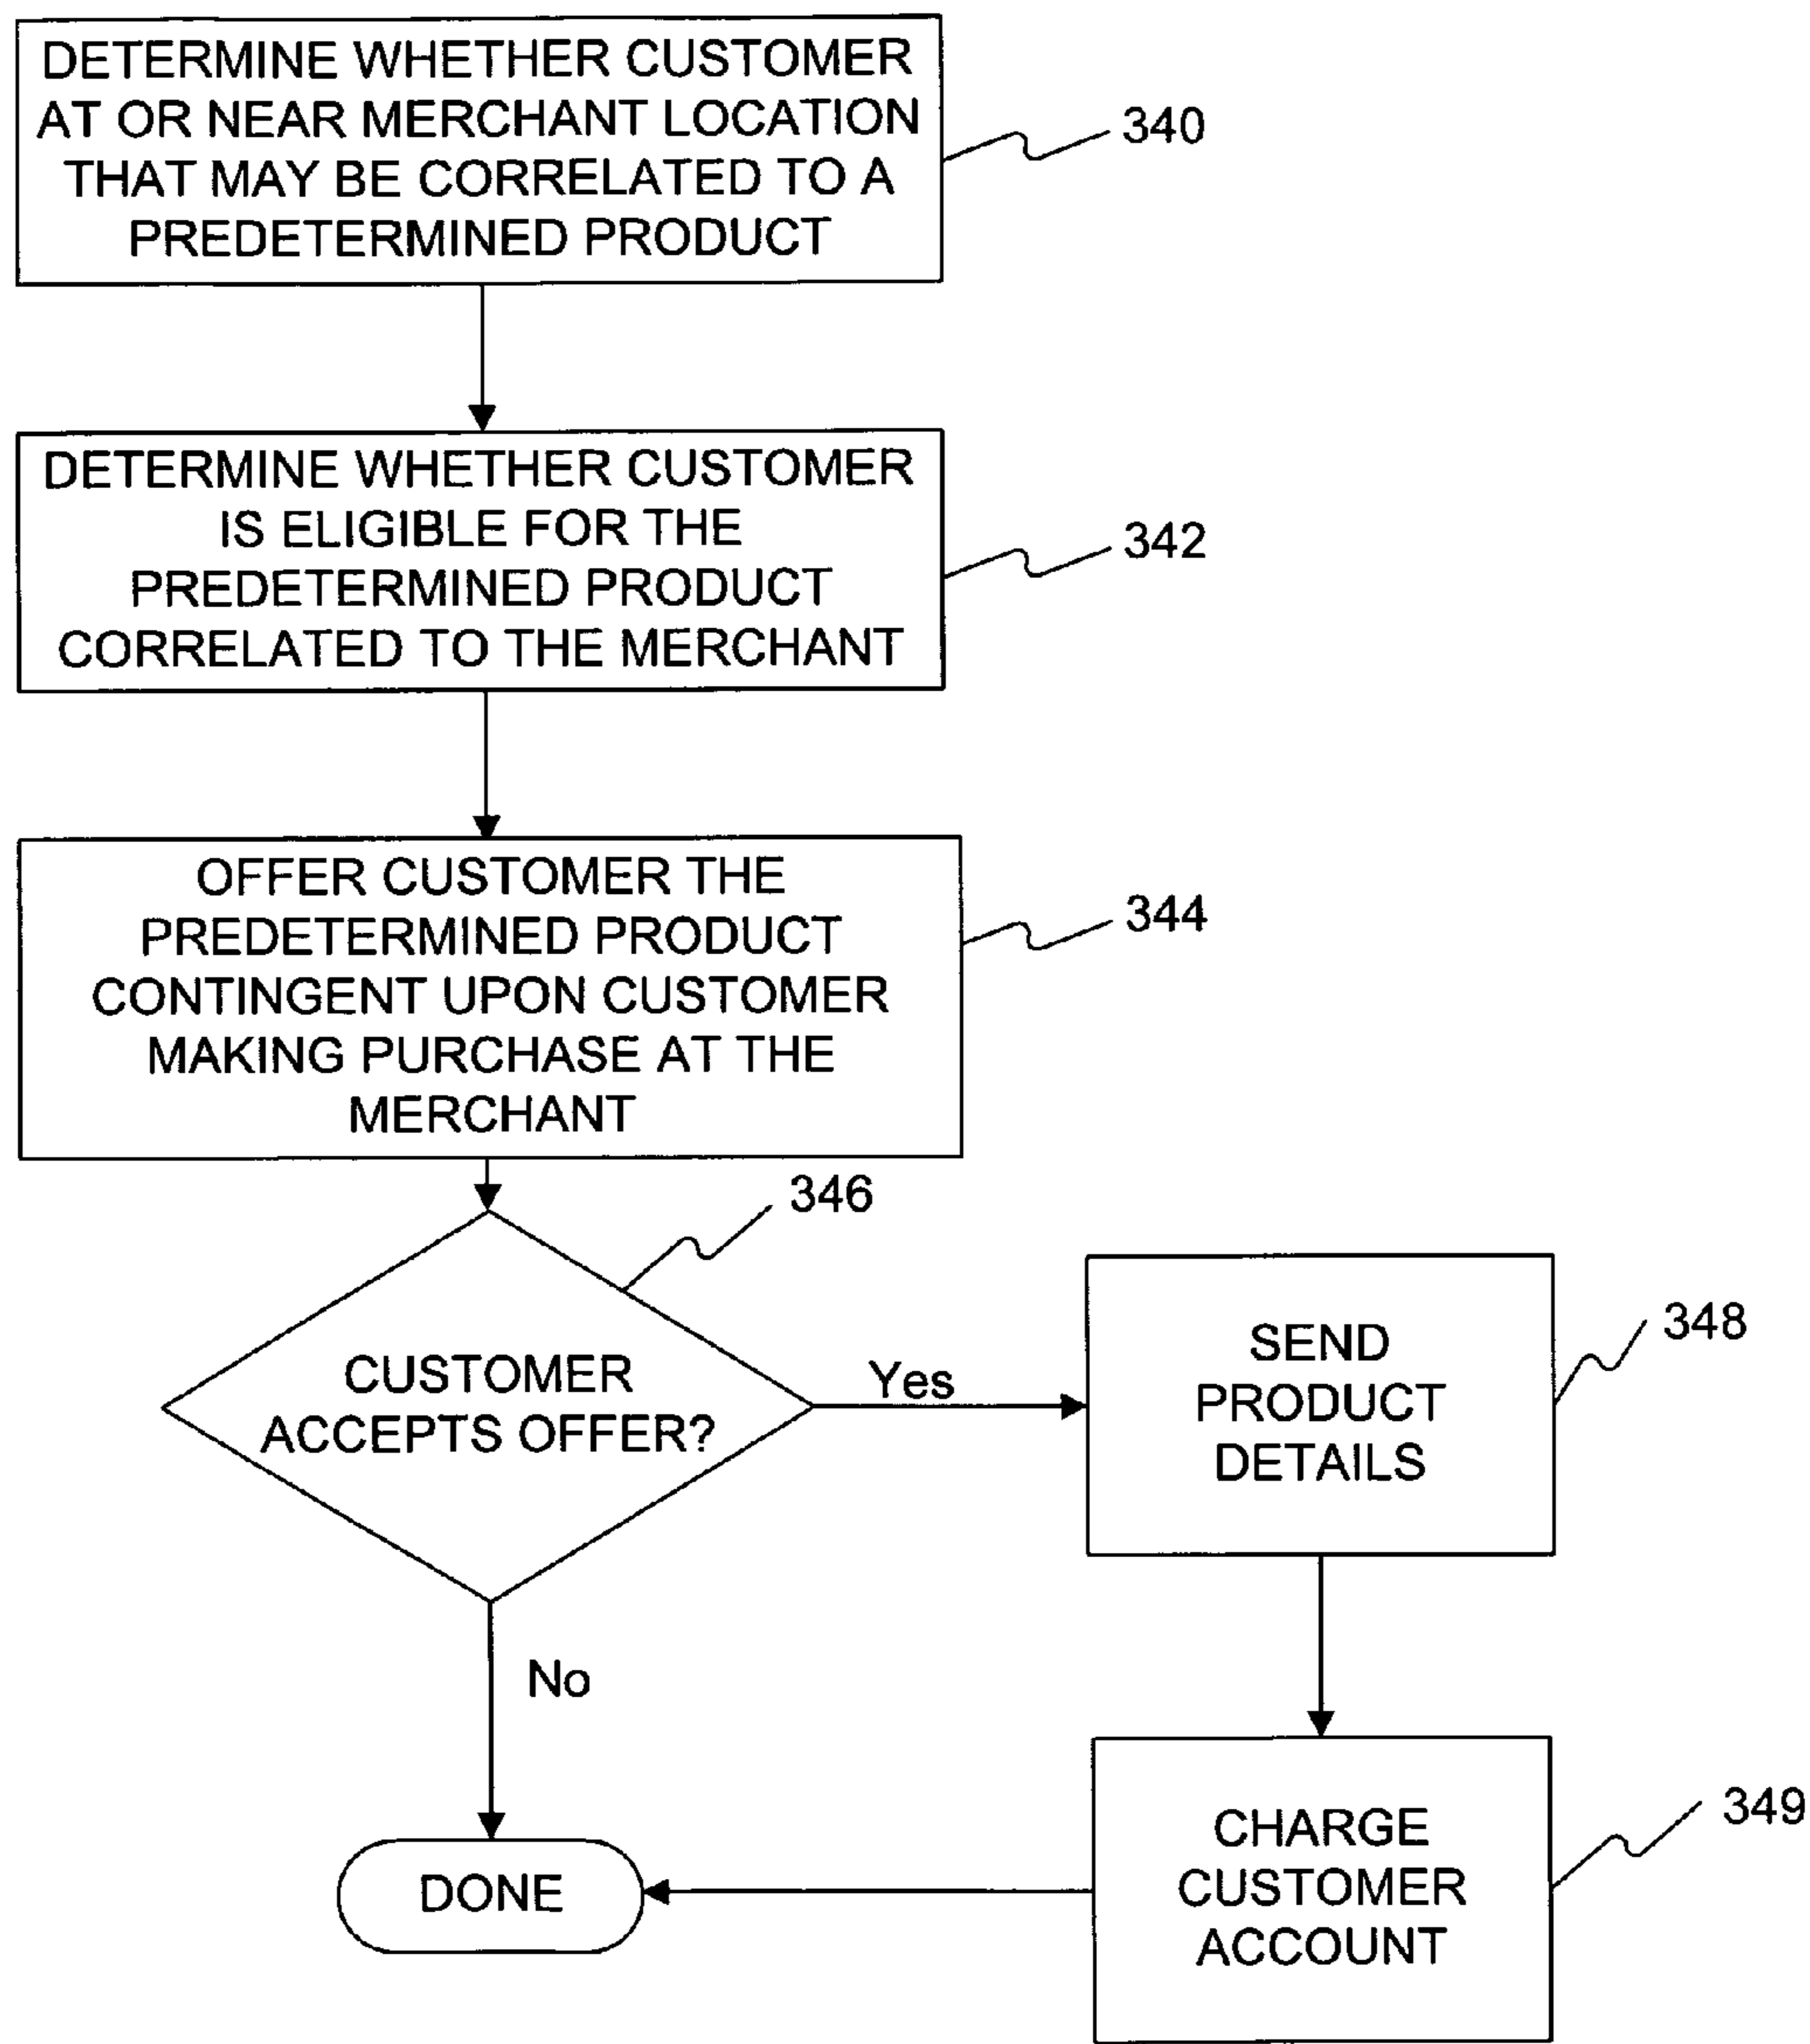 DETERMINE WHETHER CUSTOMER
AT OR NEAR MERCHANT LOCATION
THAT MAY BE CORRELATED TO A
PREDETERMINED PRODUCT
340
DETERMINE WHETHER CUSTOMER
IS ELIGIBLE FOR THE
PREDETERMINED PRODUCT
CORRELATED TO THE MERCHANT
342
OFFER CUSTOMER THE
PREDETERMINED PRODUCT
CONTINGENT UPON CUSTOMER
MAKING PURCHASE AT THE
MERCHANT
344
346
CUSTOMER
ACCEPTS OFFER?
Yes
SEND
PRODUCT
DETAILS
348
No
CHARGE
CUSTOMER
ACCOUNT
349
DONE